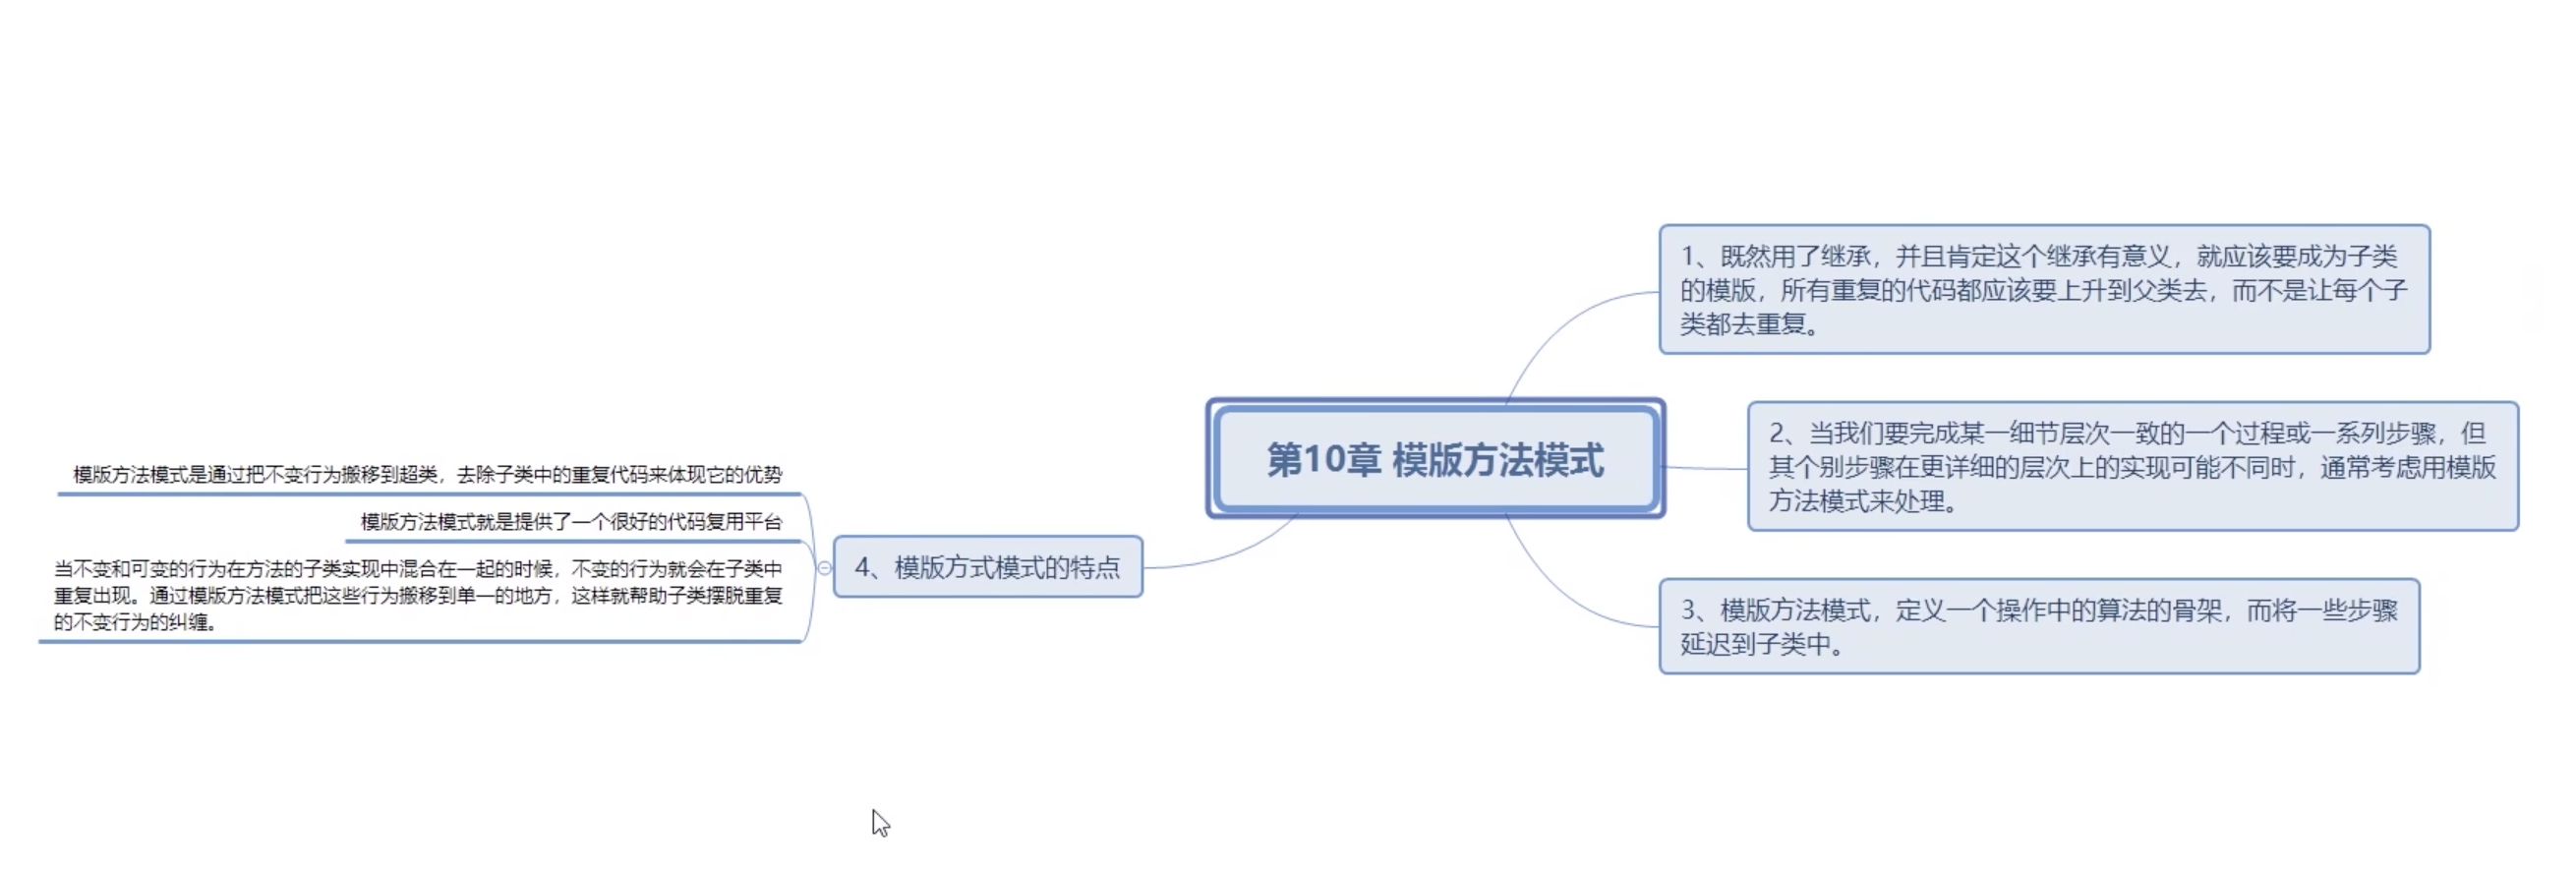 第10章 模版方法模式
1、既然用了继承，并且肯定这个继承有意义，就应该要成为子类
的模版，所有重复的代码都应该要上升到父类去，而不是让每个子
类都去重复。
2、当我们要完成某一细节层次一致的一个过程或一系列步骤，但
其个别步骤在更详细的层次上的实现可能不同时，通常考虑用模版
方法模式来处理。
3、模版方法模式，定义一个操作中的算法的骨架，而将一些步骤
延迟到子类中。
4、模版方式模式的特点
模版方法模式是通过把不变行为搬移到超类，去除子类中的重复代码来体现它的优势
模版方法模式就是提供了一个很好的代码复用平台
当不变和可变的行为在方法的子类实现中混合在一起的时候，不变的行为就会在子类中
重复出现。通过模版方法模式把这些行为搬移到单一的地方，这样就帮助子类摆脱重复
的不变行为的纠缠。